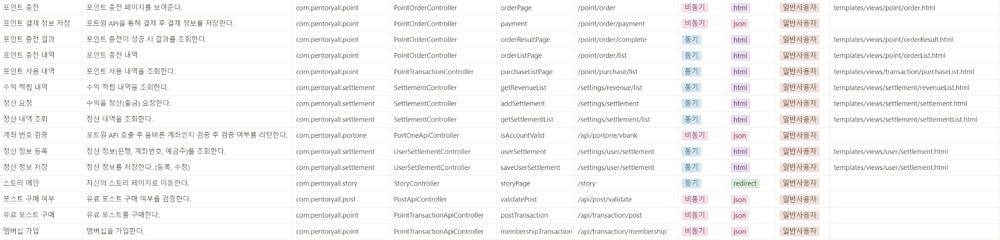 포인트 충전 포인트 충전 페이지를 보여준다. com.pentoryall.point PointOrderController orderPage /point/order 비동기 html 일반사용자 templates/views/point/order.html
포인트 결제 정보 저장 포트원 API을 통해 결제 후 결제 정보를 저장한다. com.pentoryall.point PointOrderController payment /point/order/payment 비동기 json 일반사용자
포인트 충전 결과 포인트 충전이 성공 시 결과를 조회한다. com.pentoryall.point PointOrderController orderResultPage /point/order/complete 동기 html 일반사용자 templates/views/point/orderResult.html
포인트 충전 내역 포인트 충전 내역 com.pentoryall.point PointOrderController orderListPage /point/order/list 동기 html 일반사용자 templates/views/point/orderList.html
포인트 사용 내역 포인트 사용 내역을 조회한다. com.pentoryall.point PointTransactionController purchaseListPage /point/purchase/list 동기 html 일반사용자 templates/views/transaction/purchaseList.html
수익 적립 내역 수익 적립 내역을 조회한다. com.pentoryall.settlement SettlementController getRevenueList /settings/revenue/list 동기 html 일반사용자 templates/views/settlement/revenueList.html
정산 요청 수익을 정산(출금) 요청한다. com.pentoryall.settlement SettlementController addSettlement /settings/settlement 동기 html 일반사용자 templates/views/settlement/settlement.html
정산 내역 조회 정산 내역을 조회한다. com.pentoryall.settlement SettlementController getSettlementList /settings/settlement/list 동기 html 일반사용자 templates/views/settlement/settlementList.html
계좌 번호 검증 포트원 API 호출 후 올바른 계좌인지 검증 후 검증 여부를 리턴한다. com.pentoryall.portone PortOneApiController isAccountValid /api/portone/vbank 비동기 json 일반사용자
정산 정보 등록 정산 정보(은행, 계좌번호, 예금주)를 조회한다. com.pentoryall.settlement UserSettlementController userSettlement /settings/user/settlement 동기 html 일반사용자 templates/views/user/settlement.html
정산 정보 저장 정산 정보를 저장한다. (등록, 수정) com.pentoryall.settlement UserSettlementController saveUserSettlement /settings/user/settlement 동기 html 일반사용자 templates/views/user/settlement.html
스토리 메인 자신의 스토리 페이지로 이동한다. com.pentoryall.story StoryController storyPage /story 동기 redirect 일반사용자
포스트 구매 여부 유료 포스트 구매 여부를 검증한다. com.pentoryall.post PostApiController validatePost /api/post/validate 비동기 json 일반사용자
유료 포스트 구매 유료 포스트를 구매한다. com.pentoryall.point PointTransactionApiController postTransaction /api/transaction/post 비동기 json 일반사용자
멤버십 가입 멤버십을 가입한다. com.pentoryall.point PointTransactionApiController membershipTransaction /api/transaction/membership 비동기 json 일반사용자